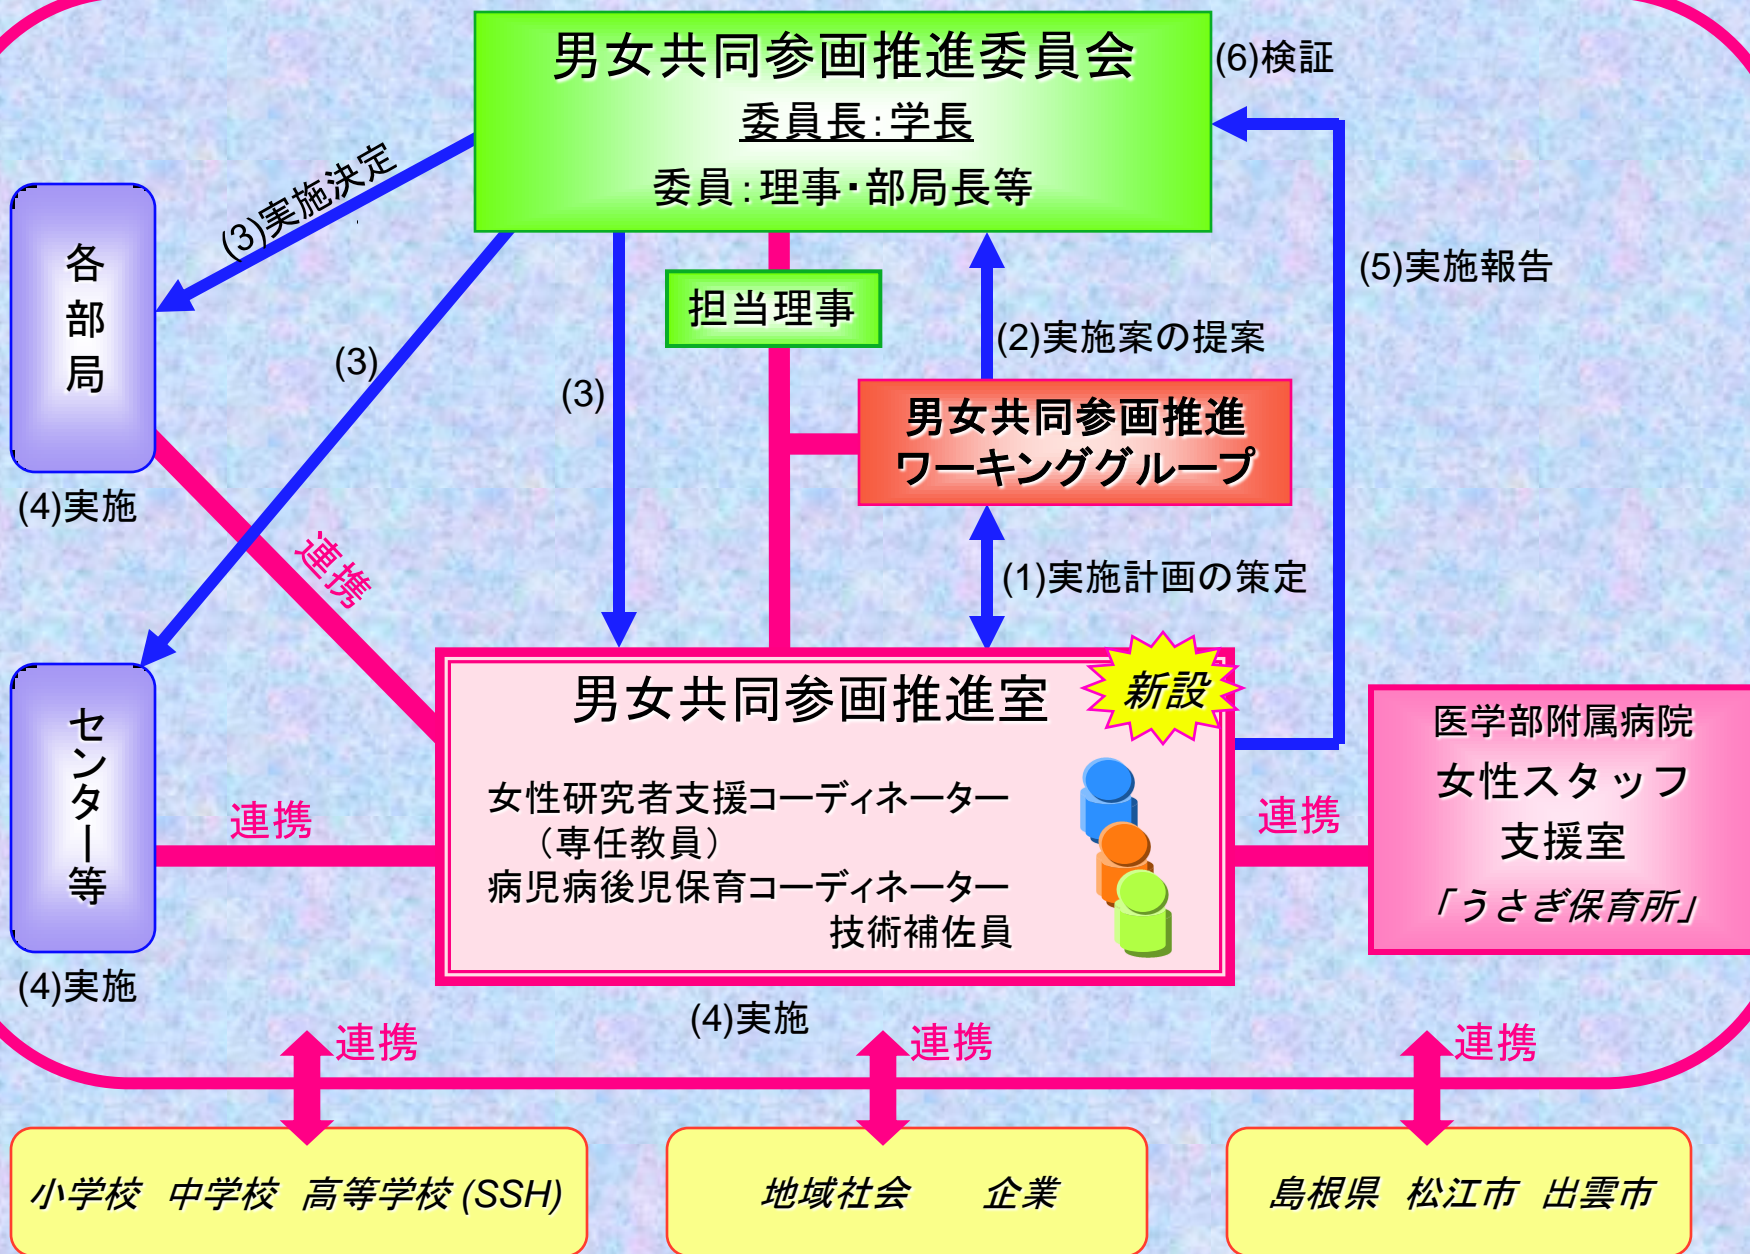 男女共同参画推進委員会
委員長:学長
委員:理事・部局長等
(6)検証
(3)実施決定
各部局
(5)実施報告
担当理事
(2)実施案の提案
(3)
(3)
男女共同参画推進
ワーキンググループ
(4)実施
連携
(1)実施計画の策定
男女共同参画推進室
新設
女性研究者支援コーディネーター
（専任教員）
病児病後児保育コーディネーター
技術補佐員
センター等
連携
連携
医学部附属病院
女性スタッフ
支援室
「うさぎ保育所」
(4)実施
(4)実施
連携
連携
連携
小学校 中学校 高等学校(SSH)
地域社会 企業
島根県 松江市 出雲市